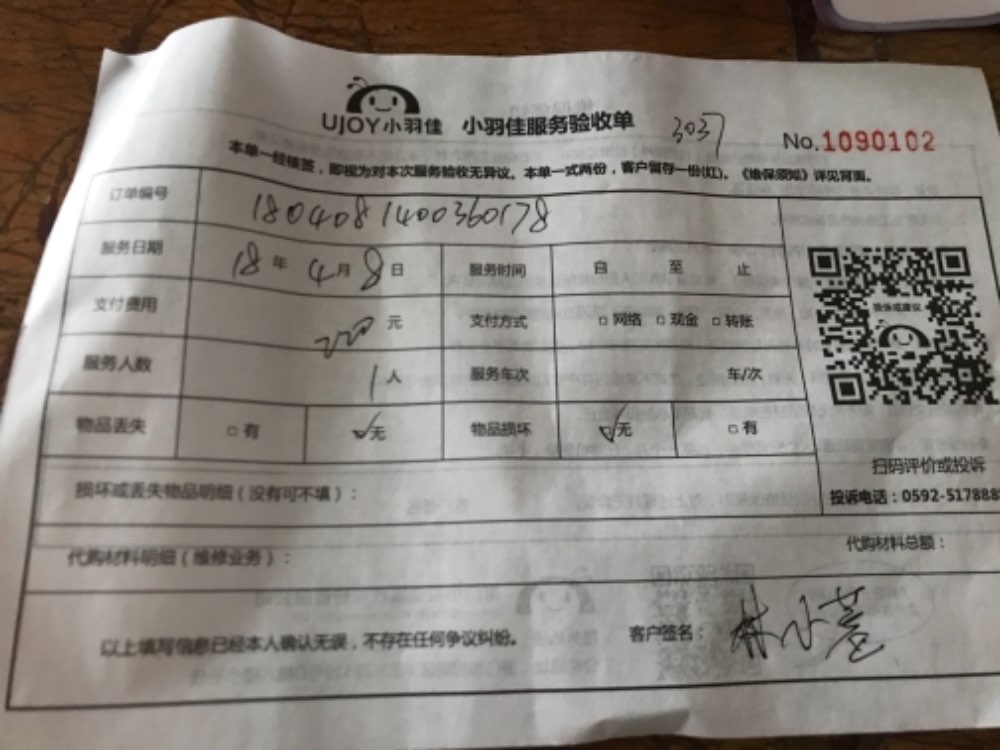 UJOY小羽佳 小羽佳服务验收单 3037 No.1090102
本单一经核签，即视为对本次服务验收无异议。本单一式两份，客户留存一份(红)。《维保须知》详见背面。
订单编号 1804081400360178
服务日期 18年 4月8日 服务时间 自 至 止
支付费用 220元 支付方式 □网络 □现金 □转账
服务人数 1人 服务车次 车/次
物品丢失 □有 ☑无 物品损坏 ☑无 □有
扫码评价或投诉
损坏或丢失物品明细（没有可不填）：
投诉电话：0592-517888
代购材料明细（维修业务）： 代购材料总额：
以上填写信息已经本人确认无误，不存在任何争议纠纷。 客户签名： 林小